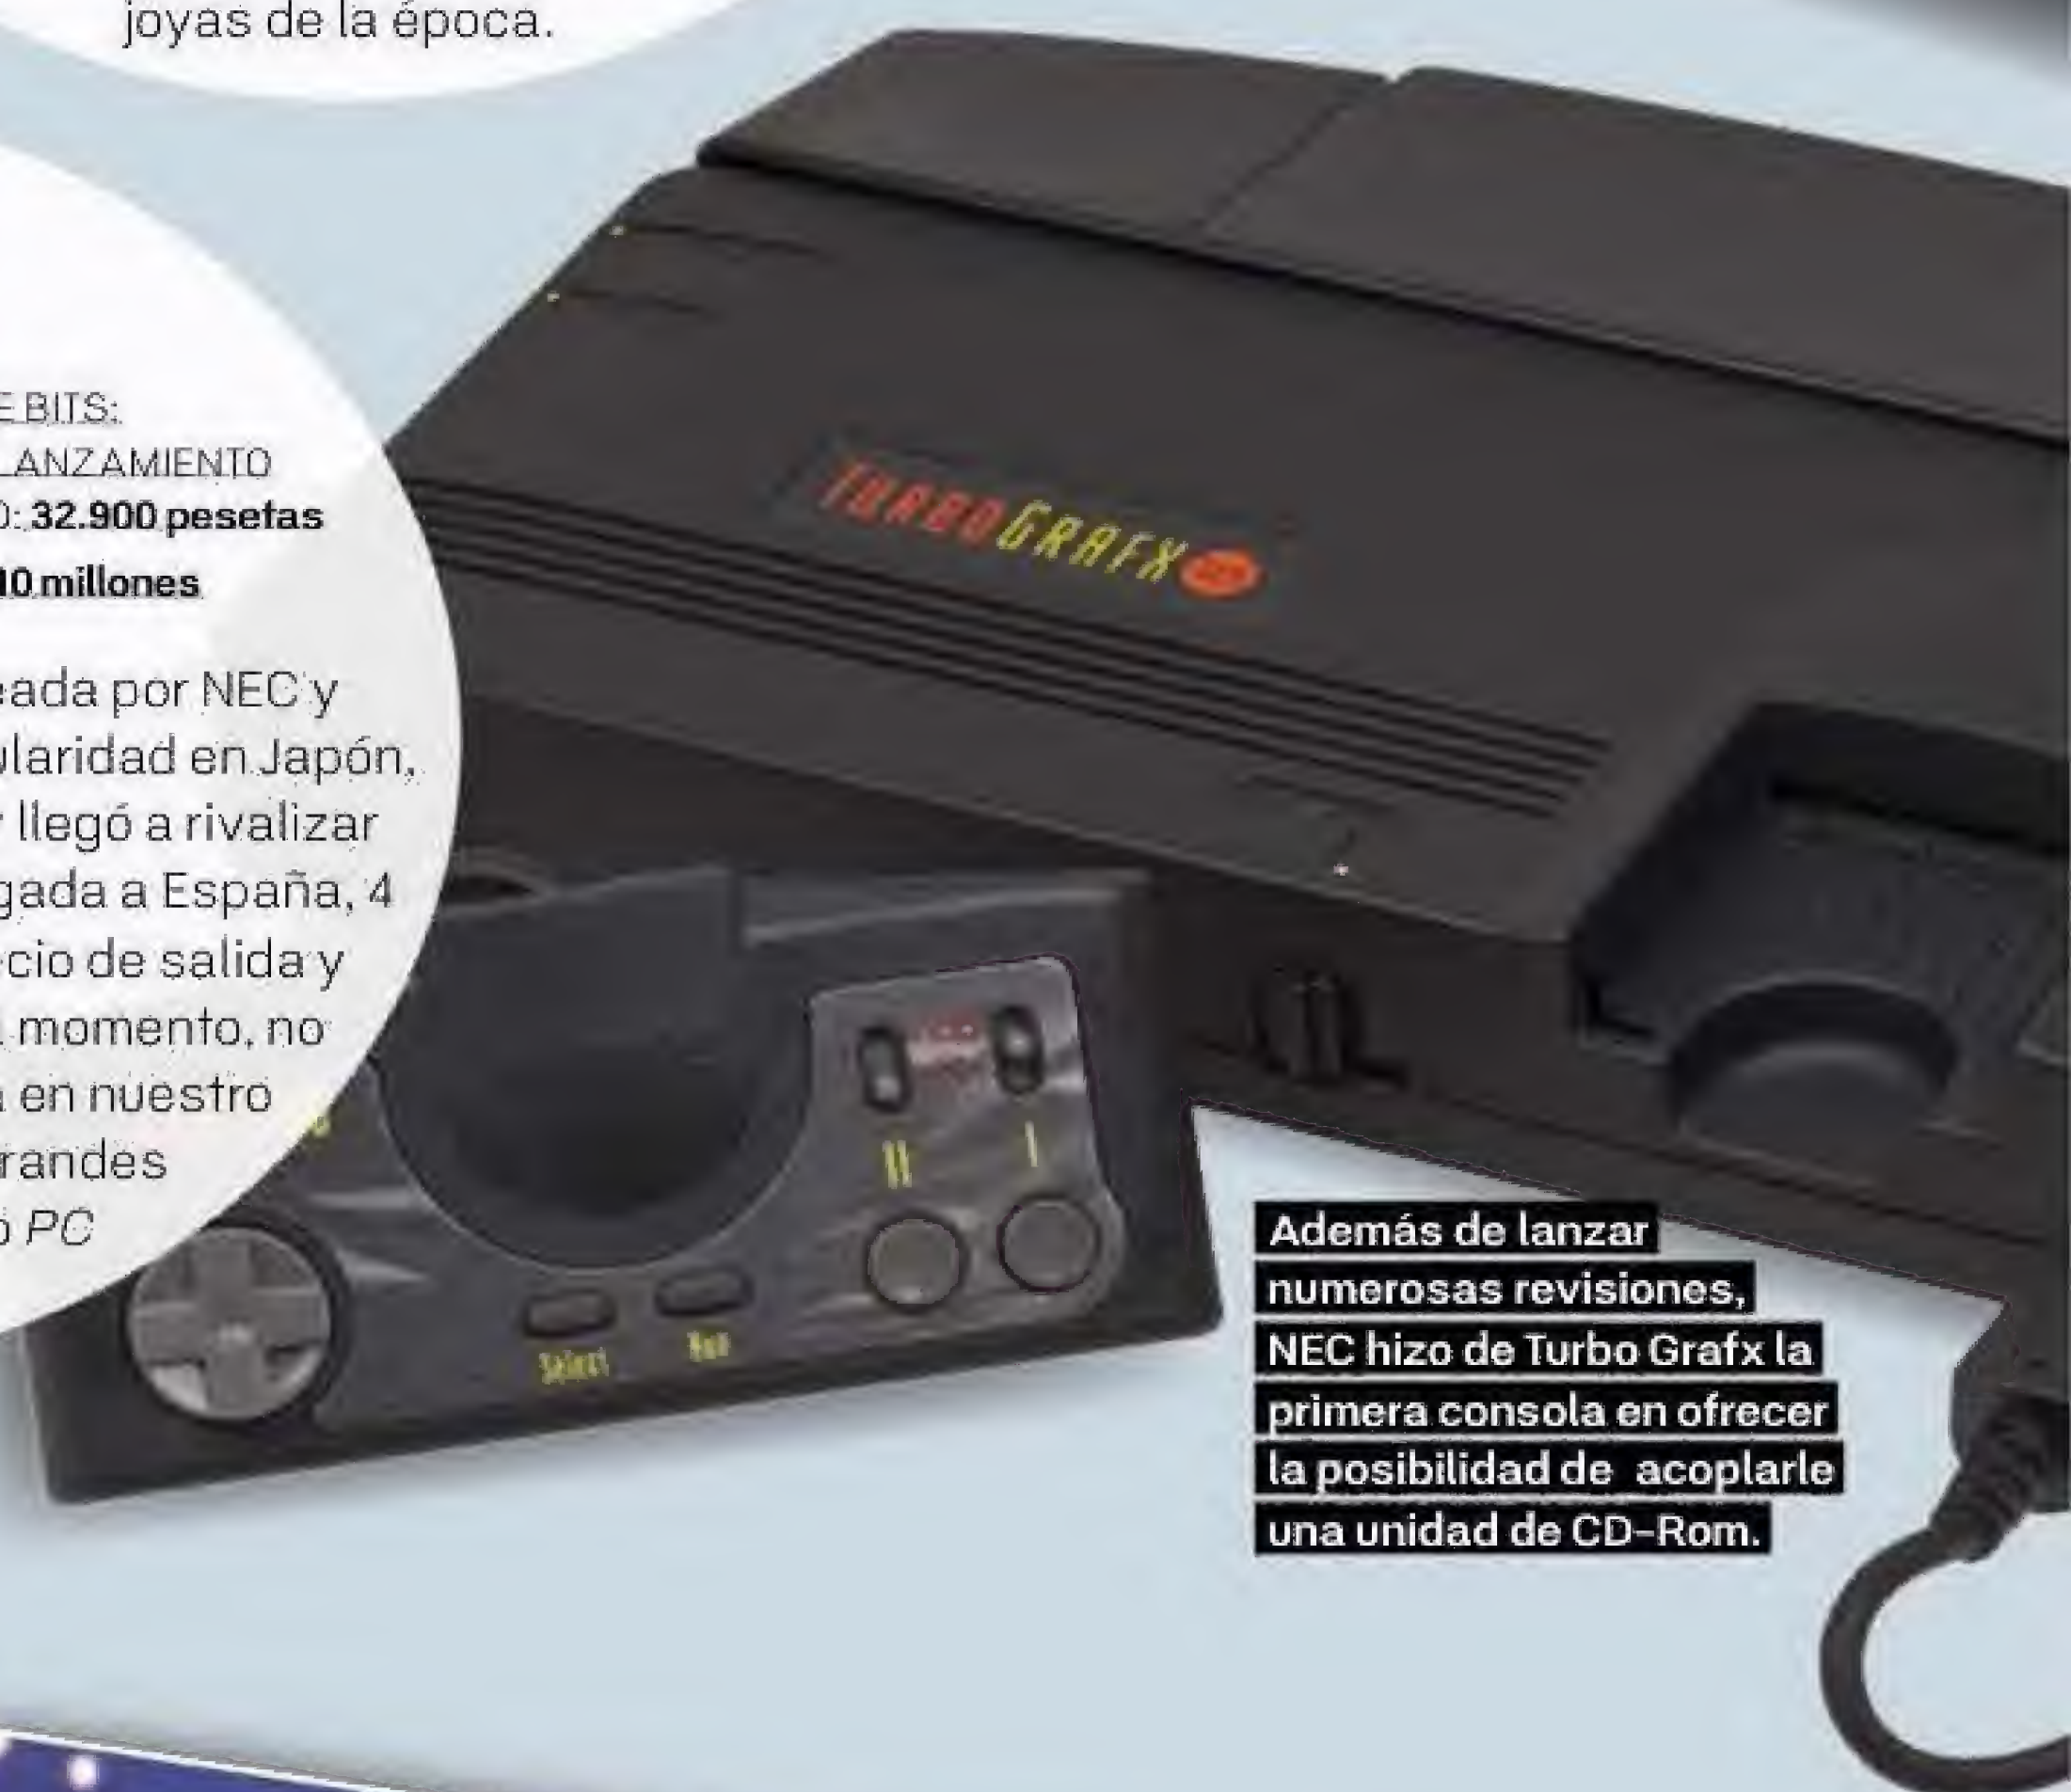 joyas de la época.
E BITS:
LANZAMIENTO
O: 32.900 pesetas
10 millones
eada por NEC y
ularidad en Japón,
llegó a rivalizar
gada a España, 4
ecio de salida y
momento, no
en nuestro
randes
ó PC
TURBOGRAFX
II
I
Select
Run
Además de lanzar
numerosas revisiones,
NEC hizo de Turbo Grafx la
primera consola en ofrecer
la posibilidad de acoplarle
una unidad de CD-Rom.